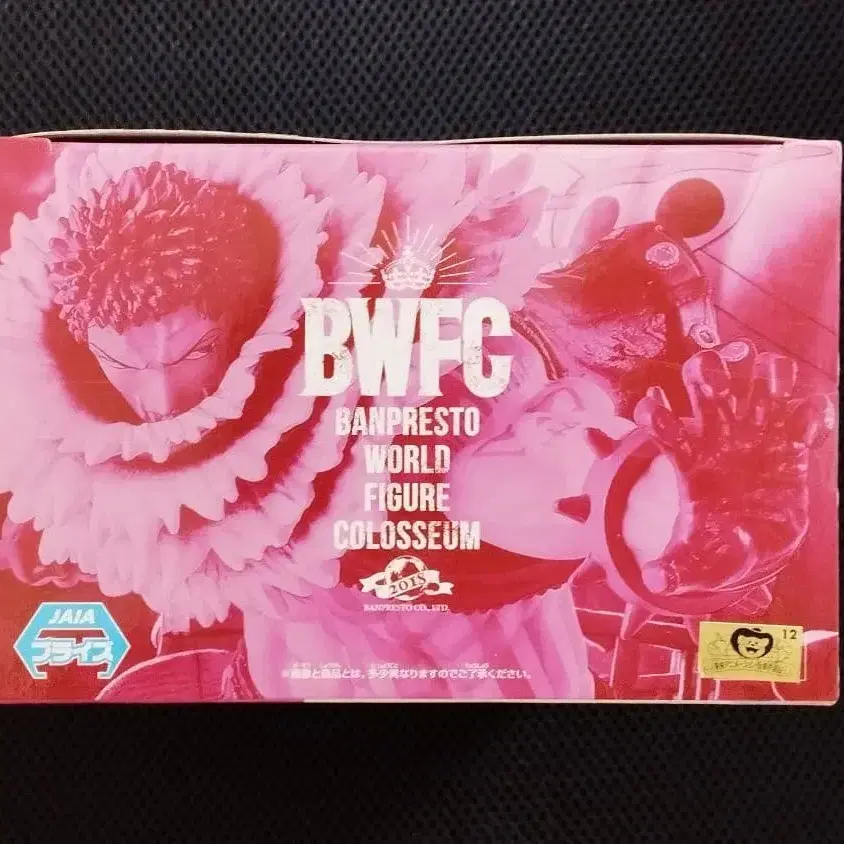 BWFC
BANPRESTO
WORLD
FIGURE
COLOSSEUM
2018
BANPRESTO CO., LTD.
JAIA
プライズ
※画像と商品とは、多少異なりますのでご了承ください。
12